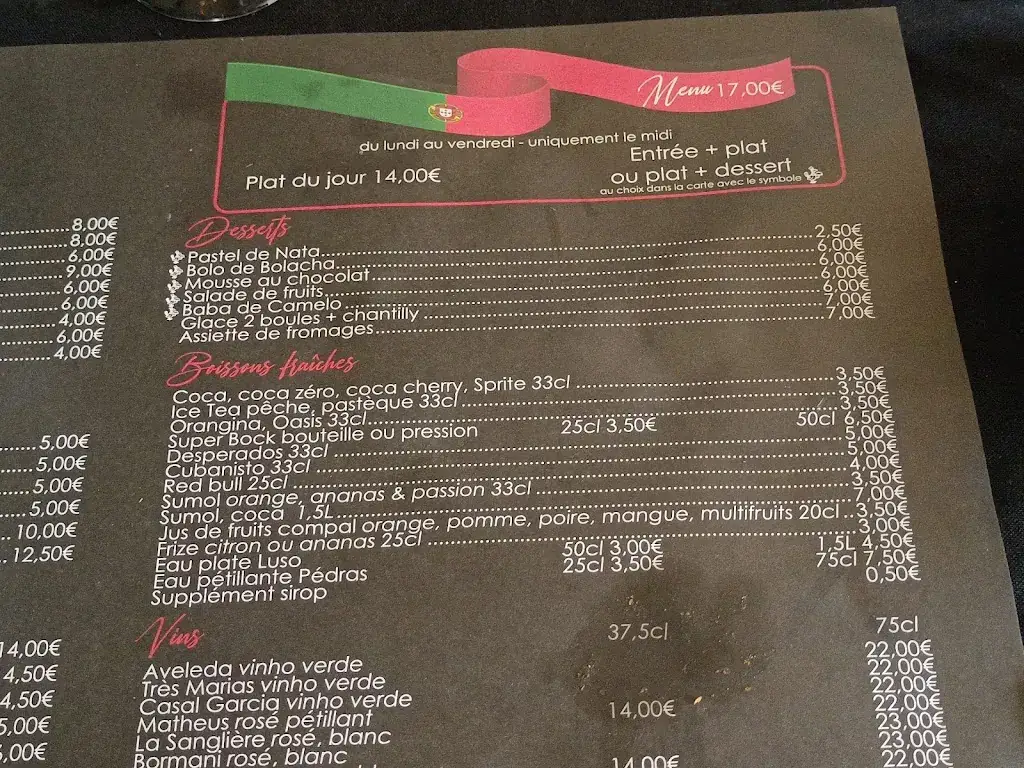 Menu 17,00€
du lundi au vendredi - uniquement le midi
Plat du jour 14,00€
Entrée + plat
ou plat + dessert
au choix dans la carte avec le symbole
8,00€
8,00€
6,00€
9,00€
6,00€
6,00€
4,00€
6,00€
4,00€
5,00€
5,00€
5,00€
5,00€
10,00€
12,50€
14,00€
4,50€
4,50€
5,00€
,00€
Desserts
Pastel de Nata 2,50€
Bolo de Bolacha 6,00€
Mousse au chocolat 6,00€
Salade de fruits 6,00€
Baba de Camelo 6,00€
Glace 2 boules + chantilly 7,00€
Assiette de fromages 7,00€
Boissons fraîches
Coca, coca zéro, coca cherry, Sprite 33cl 3,50€
Ice Tea pêche, pastèque 33cl 3,50€
Orangina, Oasis 33cl 3,50€
Super Bock bouteille ou pression 25cl 3,50€ 50cl 6,50€
Desperados 33cl 5,00€
Cubanisto 33cl 5,00€
Red bull 25cl 4,00€
Sumol orange, ananas & passion 33cl 3,50€
Sumol, coca 1,5L 7,00€
Jus de fruits compal orange, pomme, poire, mangue, multifruits 20cl 3,50€
Frize citron ou ananas 25cl 3,00€
Eau plate Luso 50cl 3,00€ 1,5L 4,50€
Eau pétillante Pédras 25cl 3,50€ 75cl 7,50€
Supplément sirop 0,50€
Vins 37,5cl 75cl
Aveleda vinho verde 22,00€
Très Marias vinho verde 22,00€
Casal Garcia vinho verde 22,00€
Matheus rosé pétillant 14,00€ 22,00€
La Sanglière rosé, blanc 23,00€
Bormani rosé, blanc 23,00€
14,00€ 22,00€